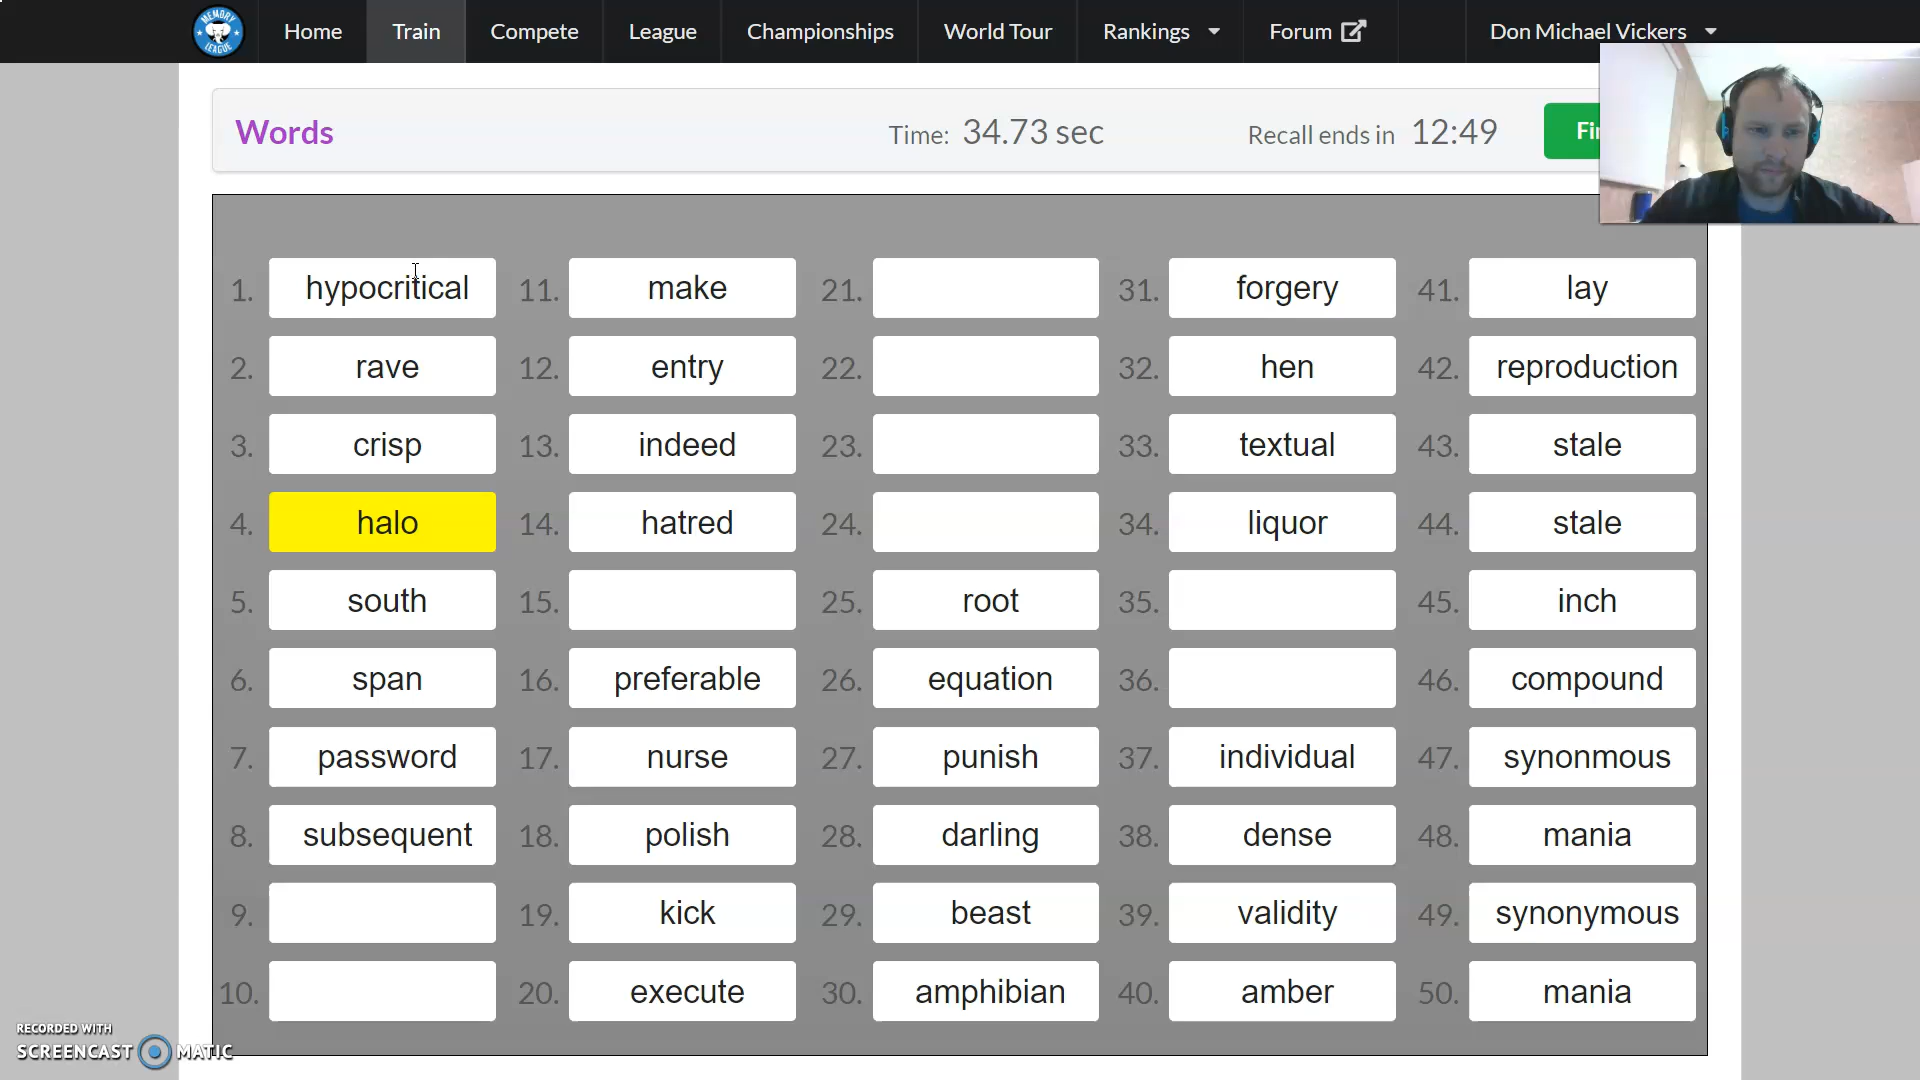 MEMORY LEAGUE Home Train Compete League Championships World Tour Rankings Forum Don Michael Vickers
Words Time: 34.73 sec Recall ends in 12:49 Fi
1. hypocritical 11. make 21. 31. forgery 41. lay
2. rave 12. entry 22. 32. hen 42. reproduction
3. crisp 13. indeed 23. 33. textual 43. stale
4. halo 14. hatred 24. 34. liquor 44. stale
5. south 15. 25. root 35. 45. inch
6. span 16. preferable 26. equation 36. 46. compound
7. password 17. nurse 27. punish 37. individual 47. synonmous
8. subsequent 18. polish 28. darling 38. dense 48. mania
9. 19. kick 29. beast 39. validity 49. synonymous
10. 20. execute 30. amphibian 40. amber 50. mania
RECORDED WITH
SCREENCAST MATIC